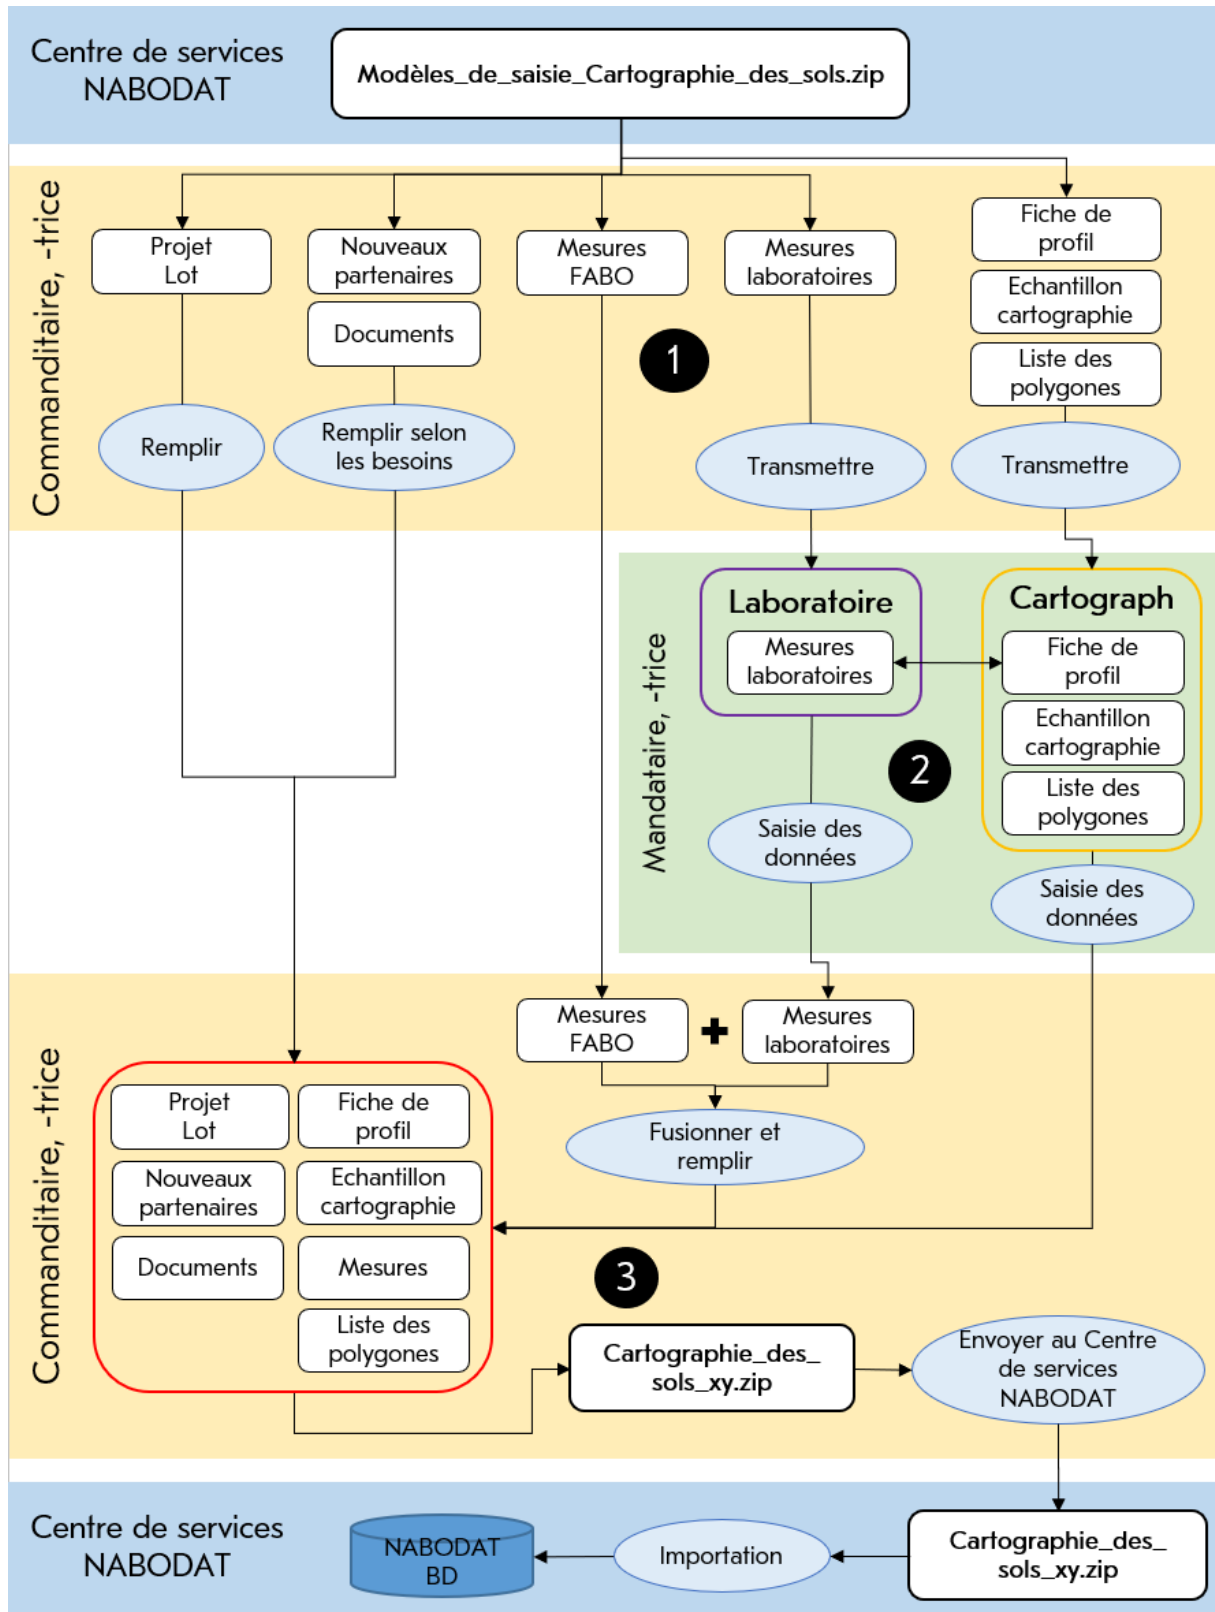 Centre de services
NABODAT
Modèles_de_saisie_Cartographie_des_sols.zip
Commanditaire, -trice
Projet
Lot
Nouveaux
partenaires
Documents
Mesures
FABO
Mesures
laboratoires
Fiche de
profil
Echantillon
cartographie
Liste des
polygones
1
Remplir
Remplir selon
les besoins
Transmettre
Transmettre
Mandataire, -trice
Laboratoire
Mesures
laboratoires
Cartograph
Fiche de
profil
Echantillon
cartographie
Liste des
polygones
2
Saisie des
données
Saisie des
données
Commanditaire, -trice
Mesures
FABO
+
Mesures
laboratoires
Fusionner et
remplir
Projet
Lot
Fiche de
profil
Nouveaux
partenaires
Echantillon
cartographie
Documents
Mesures
Liste des
polygones
3
Cartographie_des_
sols_xy.zip
Envoyer au Centre
de services
NABODAT
Centre de services
NABODAT
NABODAT
BD
Importation
Cartographie_des_
sols_xy.zip